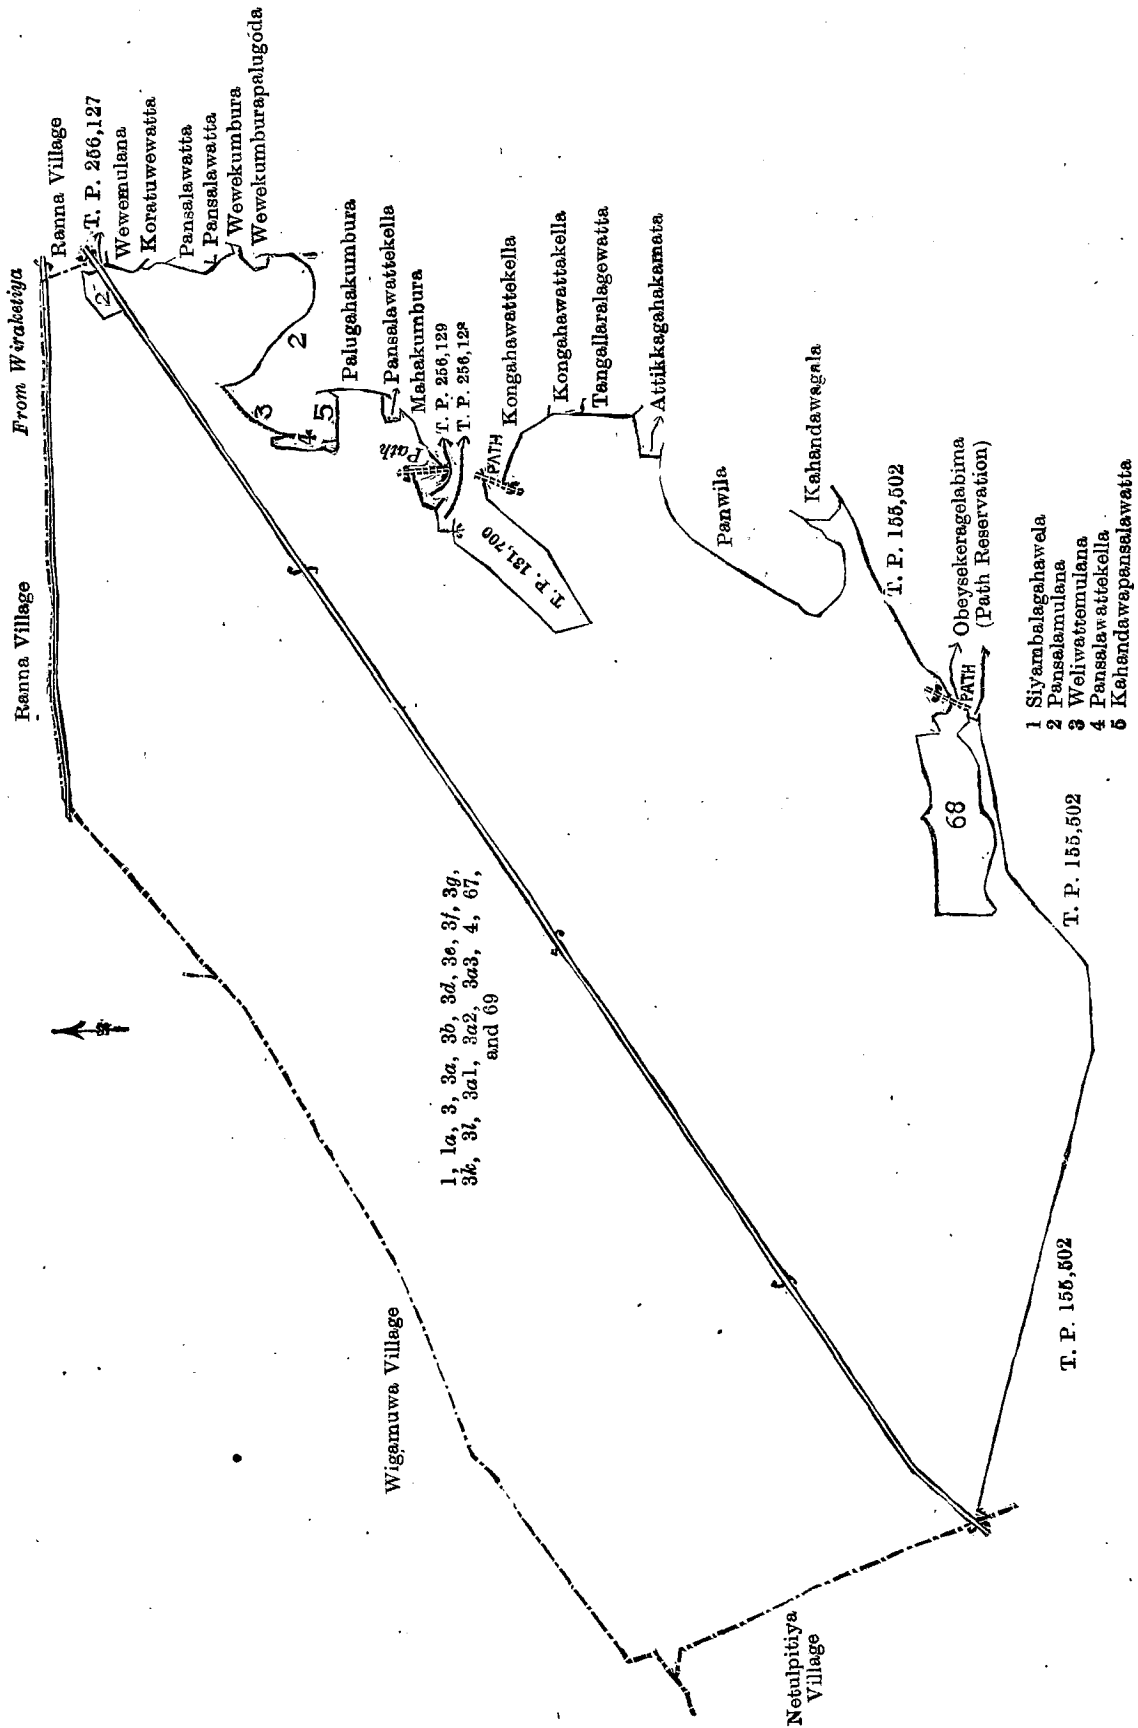 Ranna Village
From Wiraketiya
Ranna Village
T. P. 256,127
2
Wewemulana
Koratuwewatta
Pansalawatta
Pansalawatta
Wewekumbura
Wewekumburapalugoda
1
2
3
4
5
Palugahakumbura
Pansalawattekella
Mahakumbura
Path
T. P. 256,129
T. P. 256,128
PATH
Kongahawattekella
T. P. 131,700
Kongahawattakella
Tangallaralagewatta
Attikkagahakamata
Panwila
Kahandawagala
T. P. 155,502
Obeysekeragelabima
(Path Reservation)
PATH
68
T. P. 155,502
T. P. 155,502
Wigamuwa Village
Netulpitiya
Village
1, 1a, 3, 3a, 3b, 3d, 3e, 3f, 3g,
3k, 3l, 3a1, 3a2, 3a3, 4, 67,
and 69
1 Siyambalagahawela
2 Pansalamulana
3 Weliwattemulana
4 Pansalawattekella
5 Kahandawapansalawatta